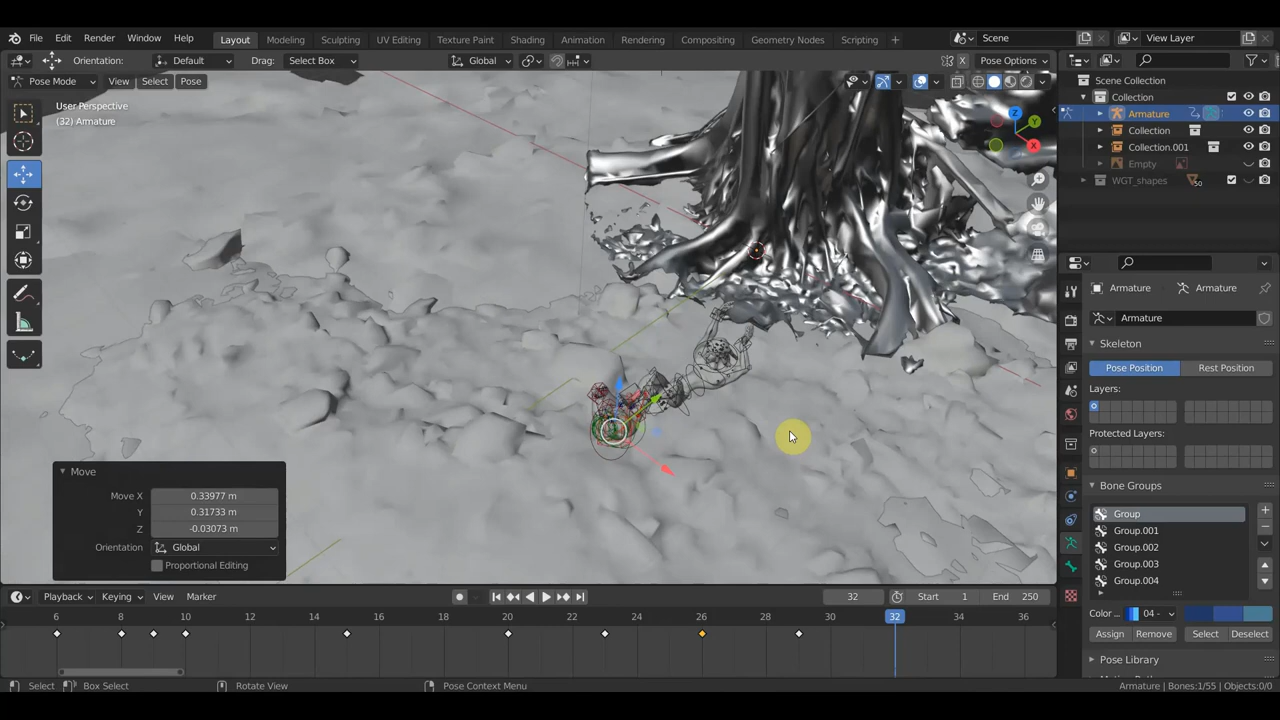 File Edit Render Window Help Layout Modeling Sculpting UV Editing Texture Paint Shading Animation Rendering Compositing Geometry Nodes Scripting + Scene View Layer
Orientation: Default Drag: Select Box Global X Pose Options
Pose Mode View Select Pose
User Perspective
(32) Armature
Z
Y
X
Scene Collection
Collection
Armature
Collection
Collection.001
Empty
WGT_shapes 50
Armature Armature
Armature
Skeleton
Pose Position Rest Position
Layers:
Protected Layers:
Bone Groups
Group
Group.001
Group.002
Group.003
Group.004
Color... 04 -
Assign Remove Select Deselect
Pose Library
Move
Move X 0.33977 m
Y 0.31733 m
Z -0.03073 m
Orientation Global
Proportional Editing
Playback Keying View Marker 32 Start 1 End 250
6 8 10 14 16 18 20 22 24 26 28 30 32 34 36
Select Box Select Rotate View Pose Context Menu Armature | Bones:1/55 | Objects:0/0